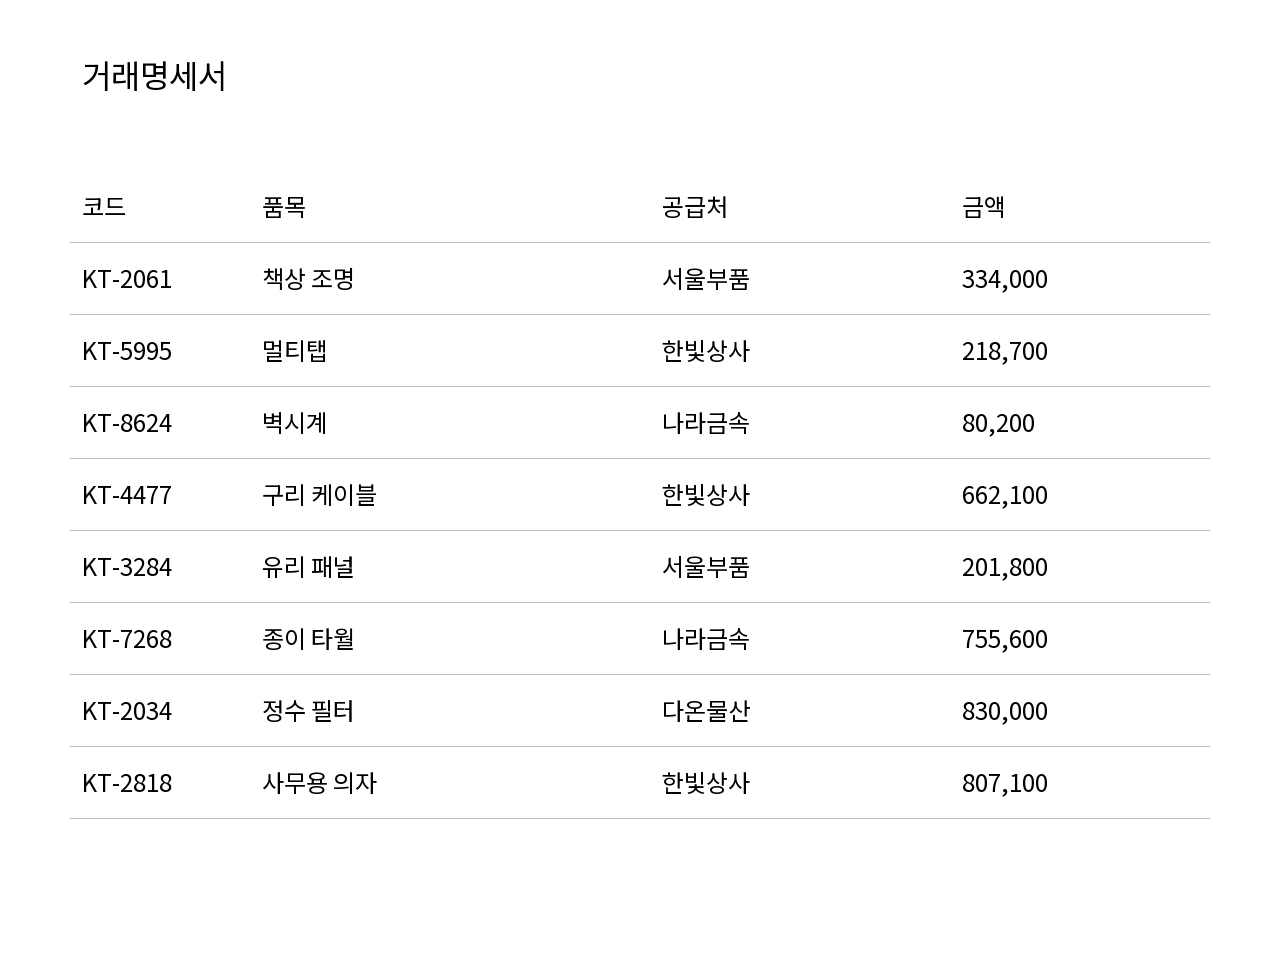 거래명세서
코드 품목 공급처 금액
KT-2061 책상 조명 서울부품 334,000
KT-5995 멀티탭 한빛상사 218,700
KT-8624 벽시계 나라금속 80,200
KT-4477 구리 케이블 한빛상사 662,100
KT-3284 유리 패널 서울부품 201,800
KT-7268 종이 타월 나라금속 755,600
KT-2034 정수 필터 다온물산 830,000
KT-2818 사무용 의자 한빛상사 807,100